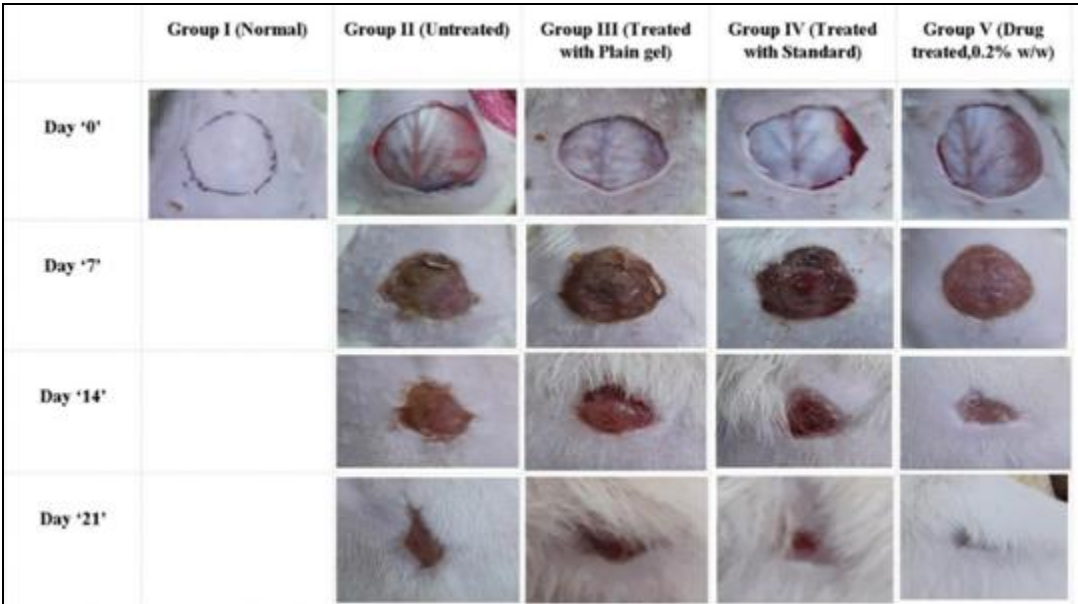 Group I (Normal)
Group II (Untreated)
Group III (Treated
with Plain gel)
Group IV (Treated
with Standard)
Group V (Drug
treated,0.2% w/w)
Day ‘0’
Day ‘7’
Day ‘14’
Day ‘21’